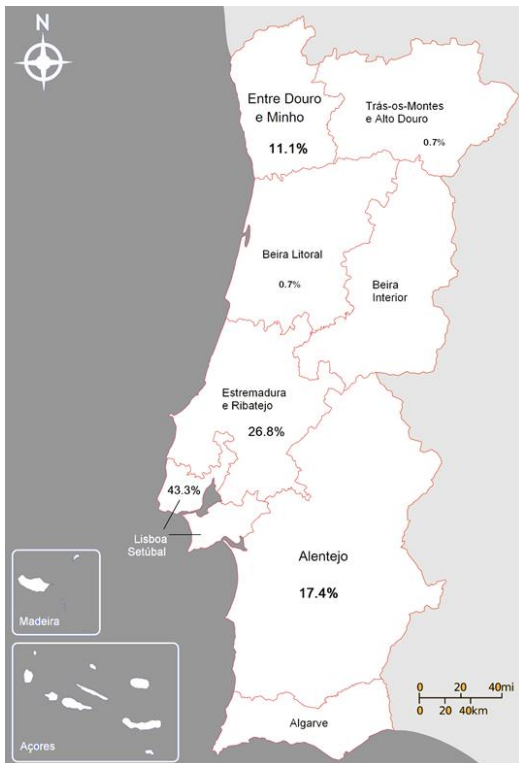 N
Entre Douro
e Minho
11.1%
Trás-os-Montes
e Alto Douro
0.7%
Beira Litoral
0.7%
Beira
Interior
Estremadura
e Ribatejo
26.8%
43.3%
Lisboa
Setúbal
Alentejo
17.4%
Madeira
Açores
Algarve
0 20 40mi
0 20 40km